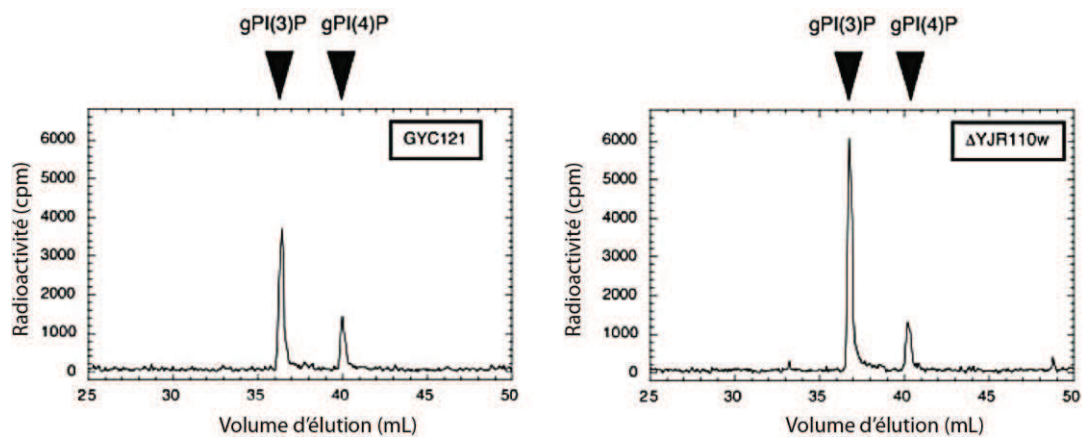 gPI(3)P gPI(4)P
GYC121
Radioactivité (cpm)
6000
5000
4000
3000
2000
1000
0
25 30 35 40 45 50
Volume d'élution (mL)
gPI(3)P gPI(4)P
ΔYJR110w
Radioactivité (cpm)
6000
5000
4000
3000
2000
1000
0
25 30 35 40 45 50
Volume d'élution (mL)